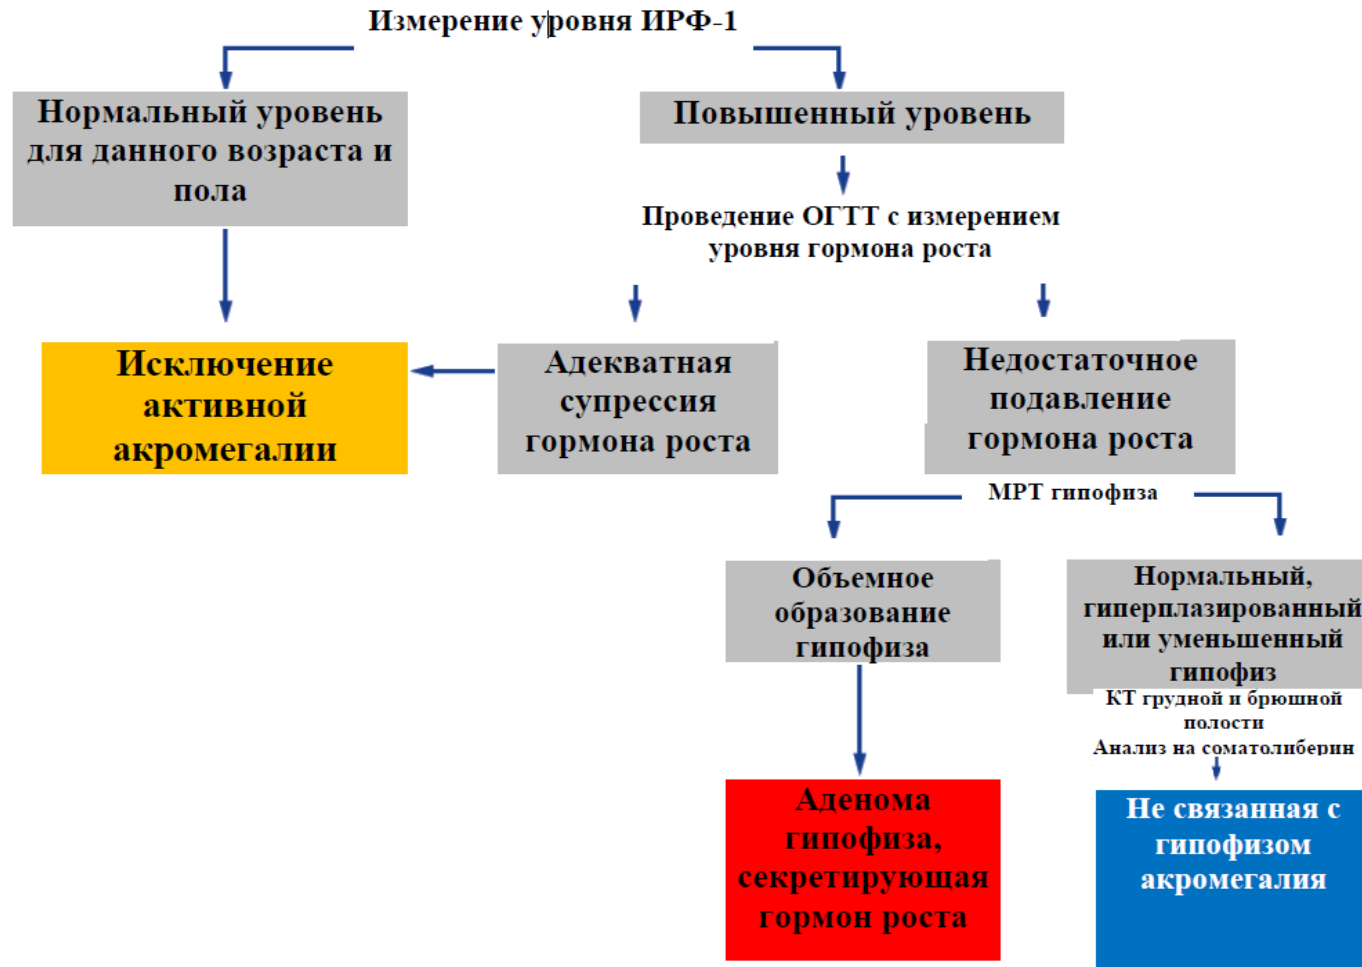 Измерение уровня ИРФ-1
Нормальный уровень
для данного возраста и
пола
Повышенный уровень
Проведение ОГТТ с измерением
уровня гормона роста
Исключение
активной
акромегалии
Адекватная
супрессия
гормона роста
Недостаточное
подавление
гормона роста
МРТ гипофиза
Объемное
образование
гипофиза
Нормальный,
гиперплазированный
или уменьшенный
гипофиз
КТ грудной и брюшной
полости
Анализ на соматолиберин
Аденома
гипофиза,
секретирующая
гормон роста
Не связанная с
гипофизом
акромегалия